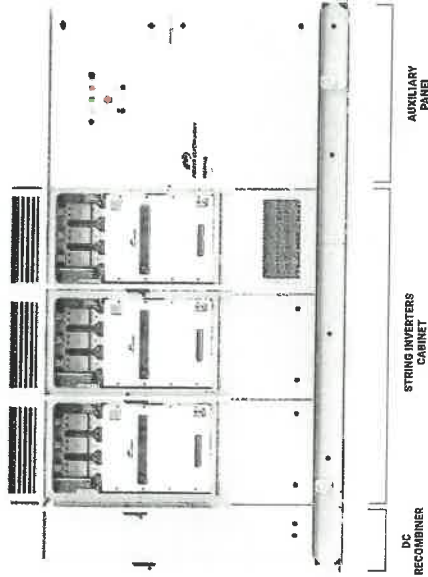 AUXILIARY
PANEL
STRING INVERTERS
CABINET
DC
RECOMBINER